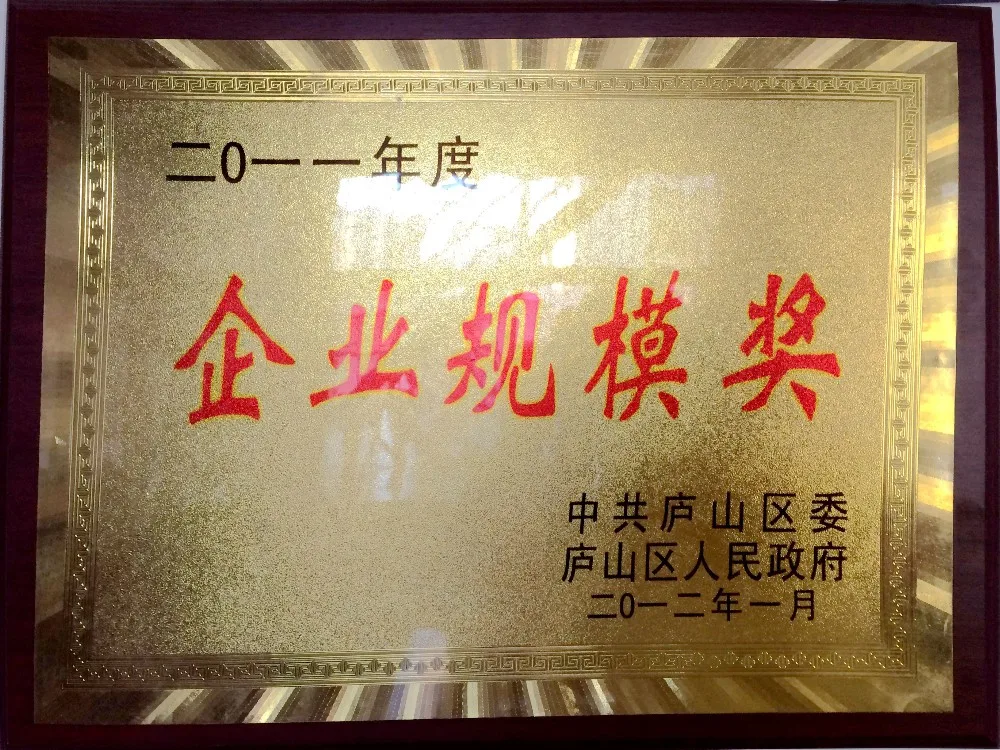 二0一一年度
企业规模奖
中共庐山区委
庐山区人民政府
二0一二年一月